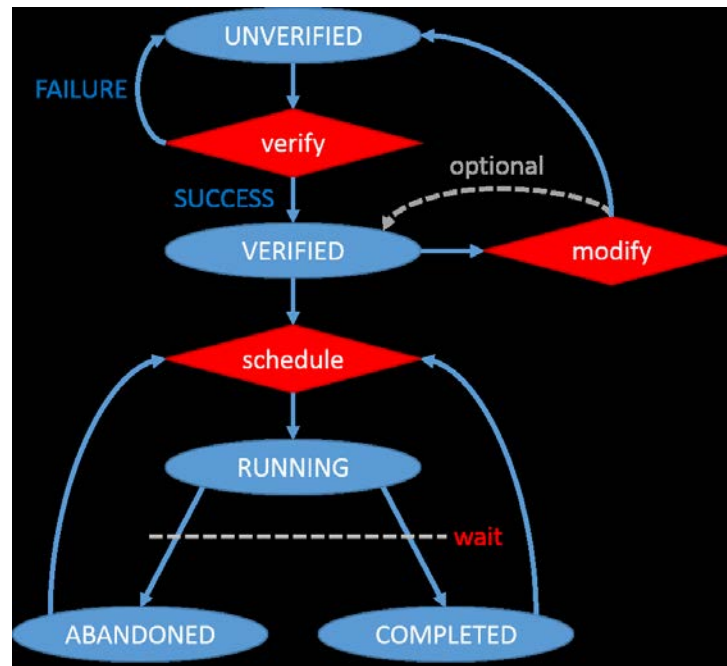 UNVERIFIED
FAILURE
verify
optional
SUCCESS
VERIFIED
modify
schedule
RUNNING
wait
ABANDONED
COMPLETED